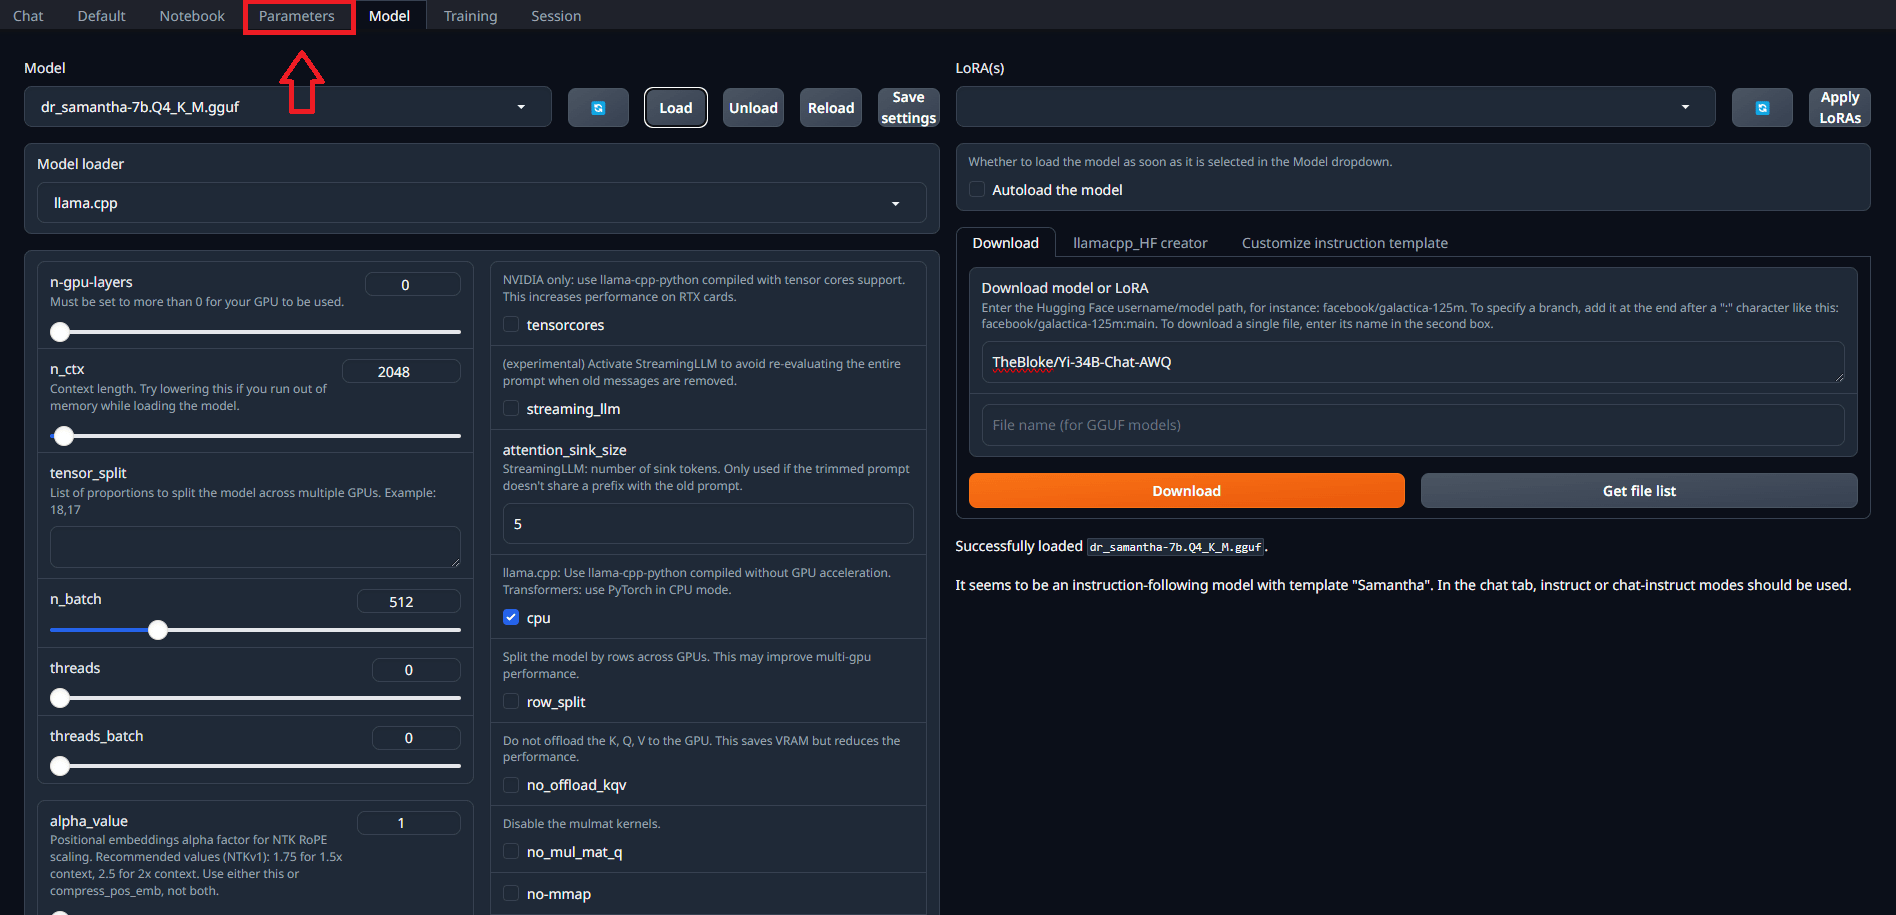 Chat Default Notebook Parameters Model Training Session
Model
dr_samantha-7b.Q4_K_M.gguf
Load
Unload
Reload
Save
settings
Model loader
llama.cpp
n-gpu-layers
0
Must be set to more than 0 for your GPU to be used.
n_ctx
2048
Context length. Try lowering this if you run out of
memory while loading the model.
tensor_split
List of proportions to split the model across multiple GPUs. Example:
18,17
n_batch
512
threads
0
threads_batch
0
alpha_value
1
Positional embeddings alpha factor for NTK RoPE
scaling. Recommended values (NTKv1): 1.75 for 1.5x
context, 2.5 for 2x context. Use either this or
compress_pos_emb, not both.
NVIDIA only: use llama-cpp-python compiled with tensor cores support.
This increases performance on RTX cards.
tensorcores
(experimental) Activate StreamingLLM to avoid re-evaluating the entire
prompt when old messages are removed.
streaming_llm
attention_sink_size
StreamingLLM: number of sink tokens. Only used if the trimmed prompt
doesn't share a prefix with the old prompt.
5
llama.cpp: Use llama-cpp-python compiled without GPU acceleration.
Transformers: use PyTorch in CPU mode.
cpu
Split the model by rows across GPUs. This may improve multi-gpu
performance.
row_split
Do not offload the K, Q, V to the GPU. This saves VRAM but reduces the
performance.
no_offload_kqv
Disable the mulmat kernels.
no_mul_mat_q
no-mmap
LoRA(s)
Apply
LoRAs
Whether to load the model as soon as it is selected in the Model dropdown.
Autoload the model
Download llamacpp_HF creator Customize instruction template
Download model or LoRA
Enter the Hugging Face username/model path, for instance: facebook/galactica-125m. To specify a branch, add it at the end after a ":" character like this:
facebook/galactica-125m:main. To download a single file, enter its name in the second box.
TheBloke/Yi-34B-Chat-AWQ
File name (for GGUF models)
Download
Get file list
Successfully loaded dr_samantha-7b.Q4_K_M.gguf.
It seems to be an instruction-following model with template "Samantha". In the chat tab, instruct or chat-instruct modes should be used.